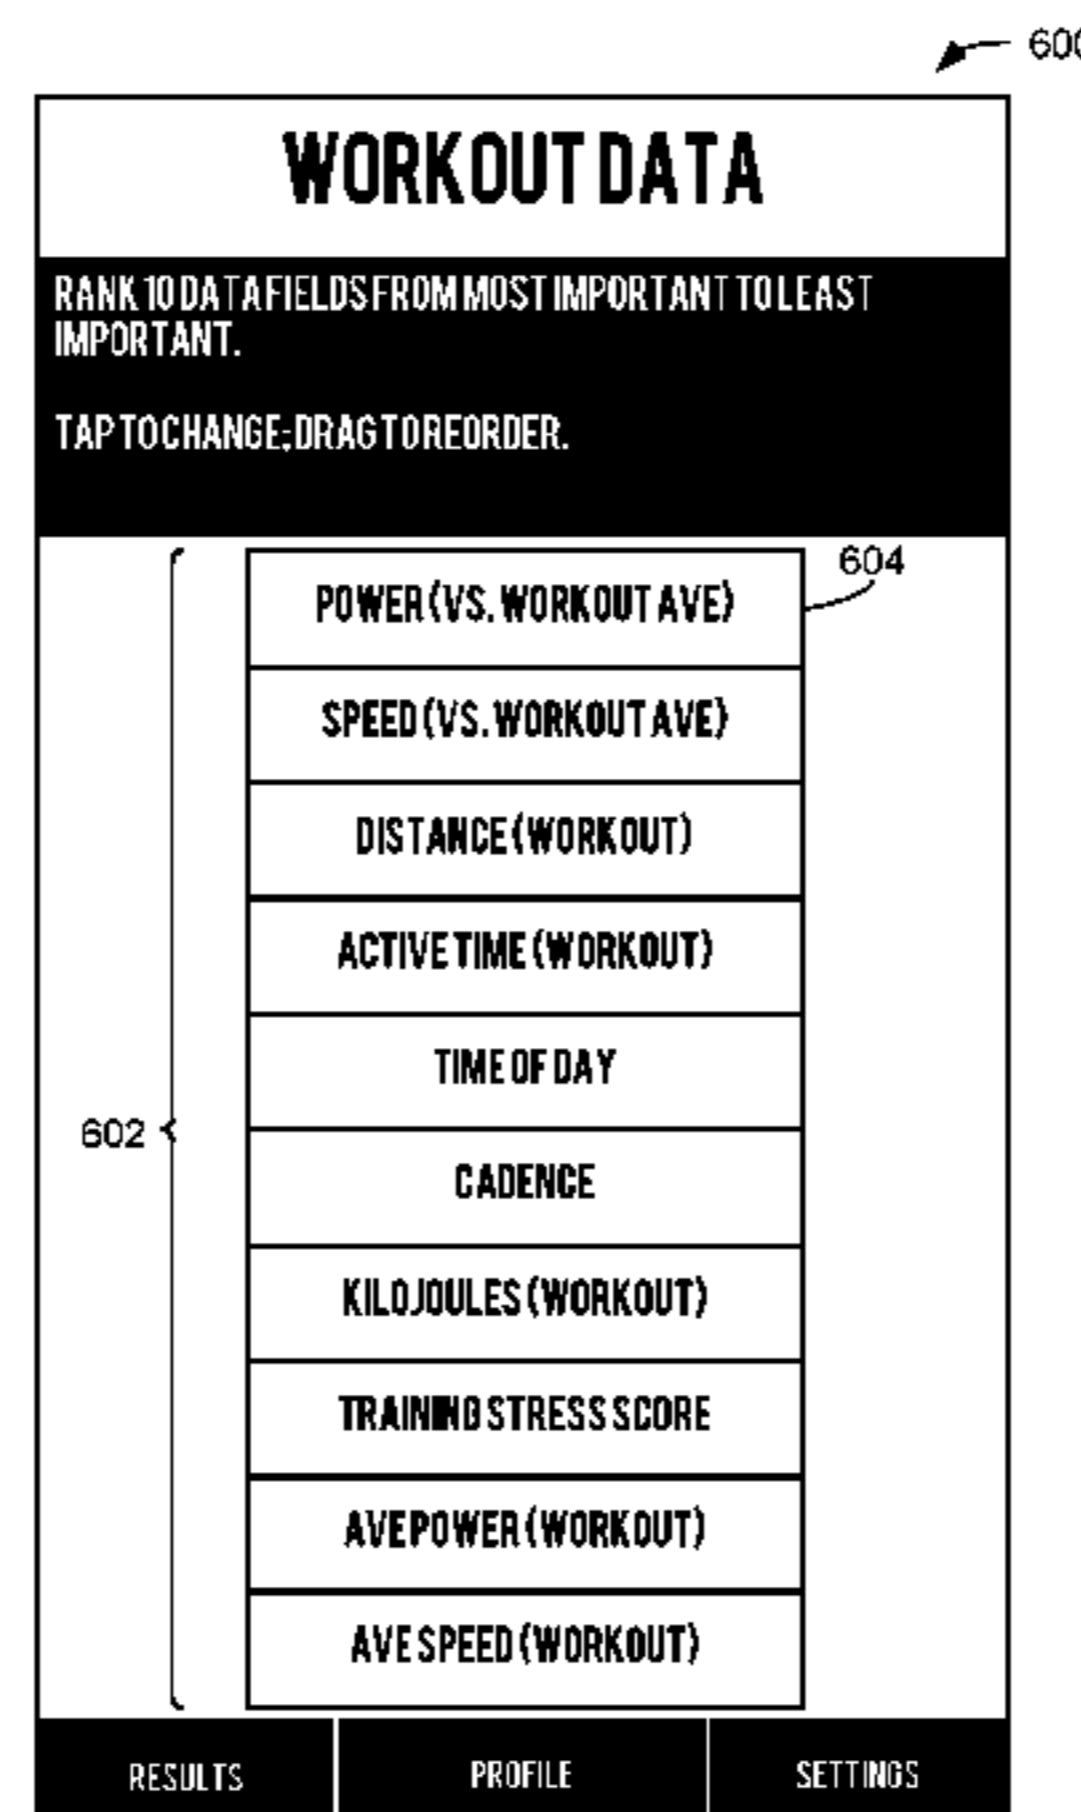 600
WORKOUT DATA
RANK 10 DATA FIELDS FROM MOST IMPORTANT TO LEAST
IMPORTANT.
TAP TO CHANGE; DRAG TO REORDER.
604
POWER (VS. WORKOUT AVE)
SPEED (VS. WORKOUT AVE)
DISTANCE (WORKOUT)
ACTIVE TIME (WORKOUT)
TIME OF DAY
602
CADENCE
KILOJOULES (WORKOUT)
TRAINING STRESS SCORE
AVE POWER (WORKOUT)
AVE SPEED (WORKOUT)
RESULTS
PROFILE
SETTINGS